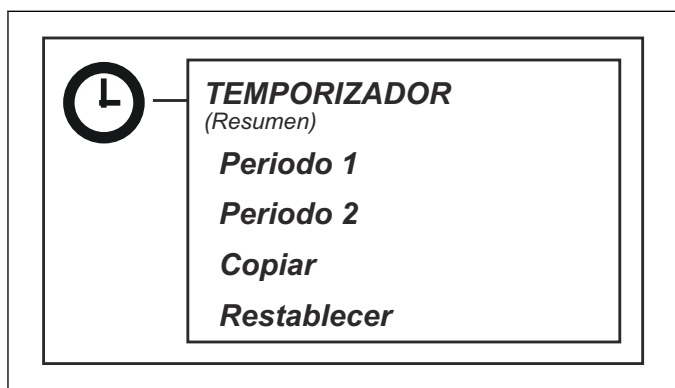 TEMPORIZADOR
(Resumen)
Periodo 1
Periodo 2
Copiar
Restablecer